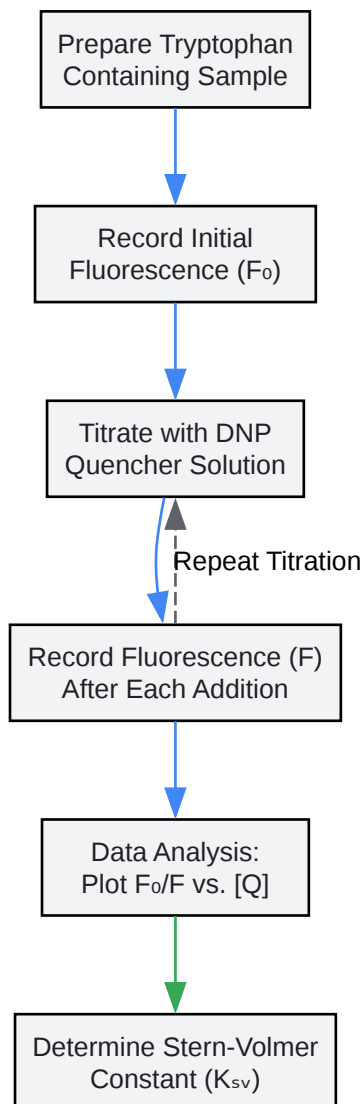 Prepare Tryptophan
Containing Sample
Record Initial
Fluorescence (F₀)
Titrate with DNP
Quencher Solution
Repeat Titration
Record Fluorescence (F)
After Each Addition
Data Analysis:
Plot F₀/F vs. [Q]
Determine Stern-Volmer
Constant (Kₛᵥ)